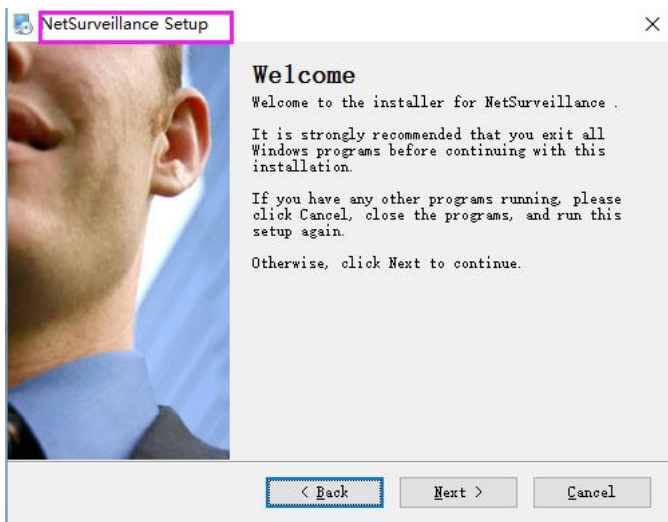 NetSurveillance Setup
Welcome
Welcome to the installer for NetSurveillance .
It is strongly recommended that you exit all
Windows programs before continuing with this
installation.
If you have any other programs running, please
click Cancel, close the programs, and run this
setup again.
Otherwise, click Next to continue.
< Back
Next >
Cancel